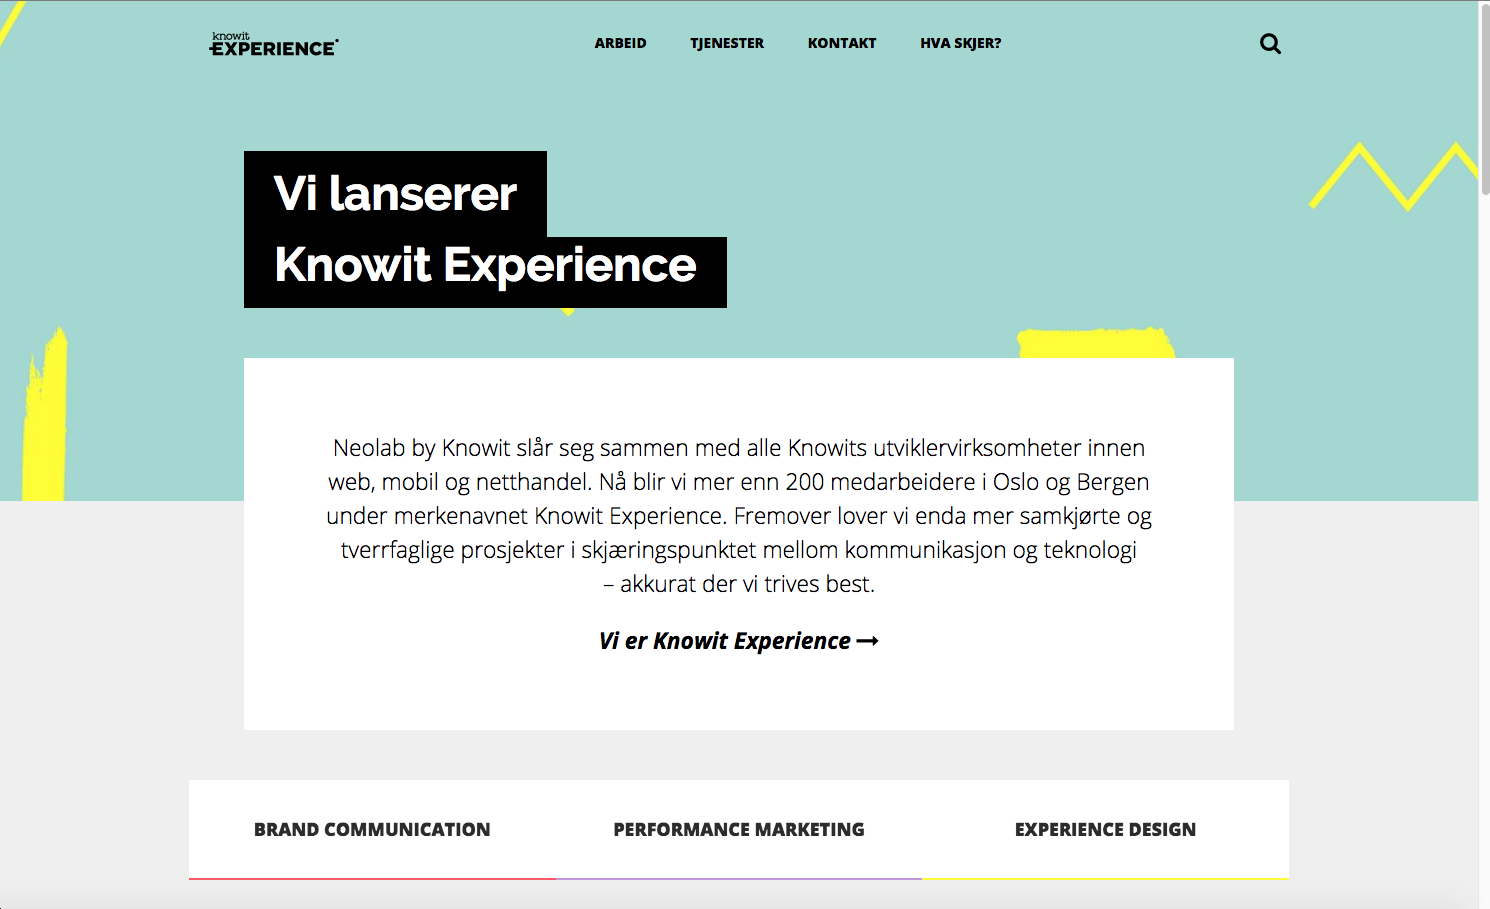 knowit
EXPERIENCE
ARBEID
TJENESTER
KONTAKT
HVA SKJER?
Vi lanserer
Knowit Experience
Neolab by Knowit slår seg sammen med alle Knowits utviklervirksomheter innen
web, mobil og netthandel. Nå blir vi mer enn 200 medarbeidere i Oslo og Bergen
under merkenavnet Knowit Experience. Fremover lover vi enda mer samkjørte og
tverrfaglige prosjekter i skjæringspunktet mellom kommunikasjon og teknologi
– akkurat der vi trives best.
Vi er Knowit Experience →
BRAND COMMUNICATION
PERFORMANCE MARKETING
EXPERIENCE DESIGN